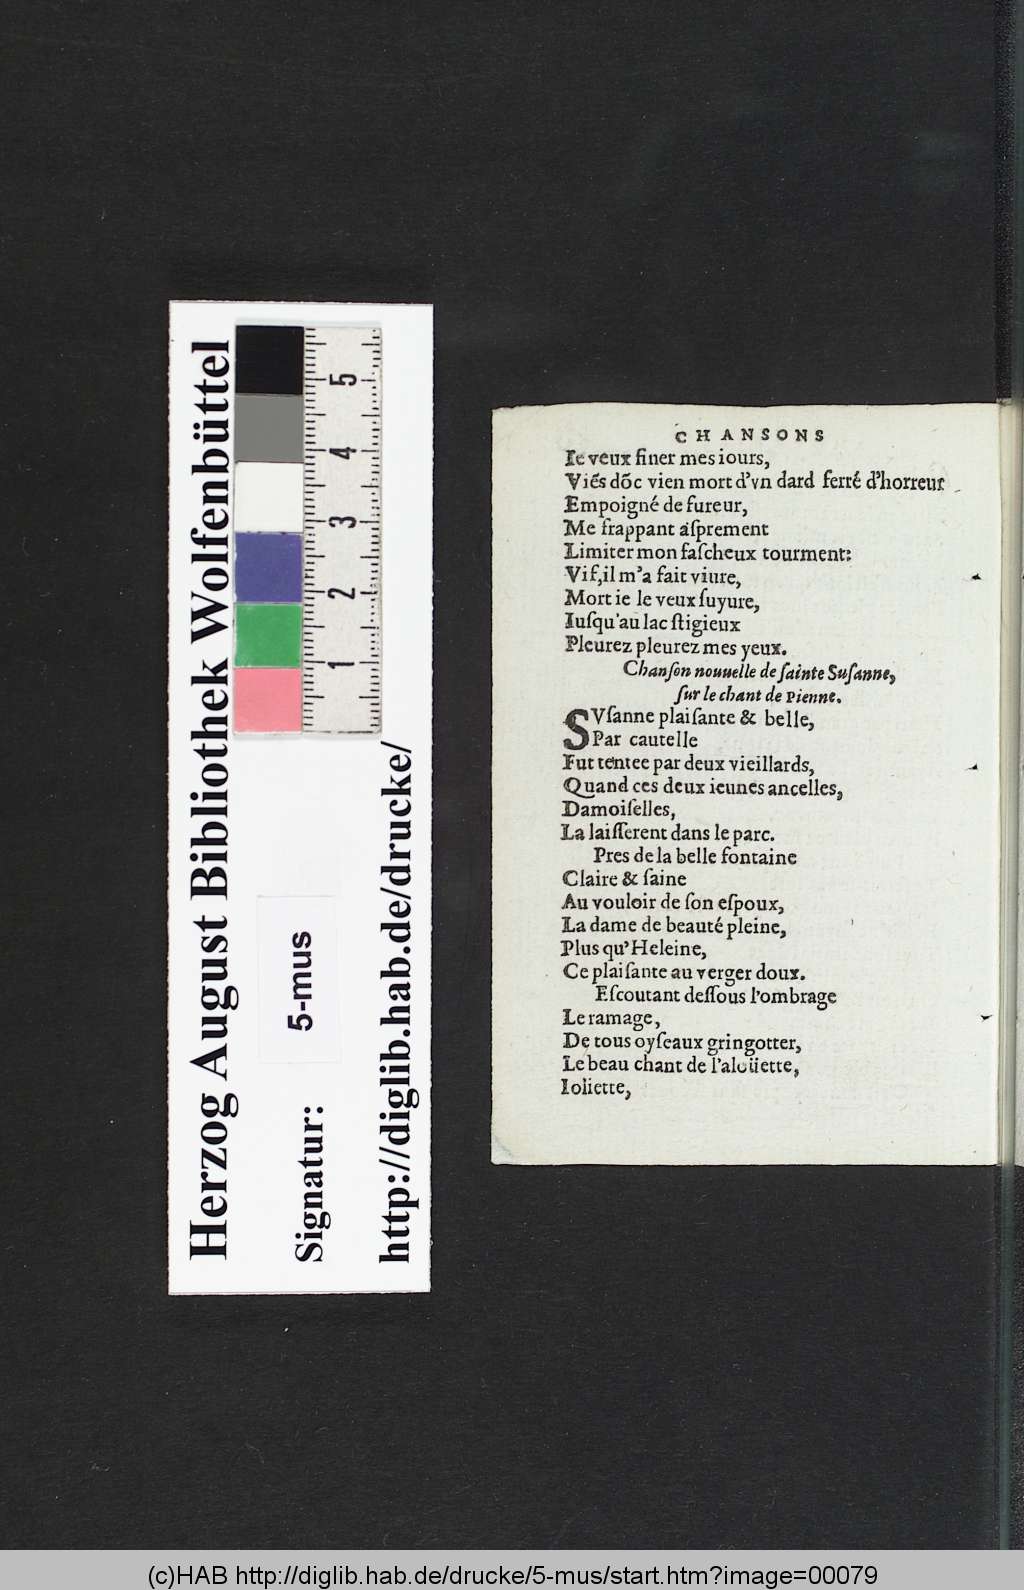 Herzog August Bibliothek Wolfenbüttel
Signatur: 5-mus
http://diglib.hab.de/drucke/
1 2 3 4 5
CHANSONS
Ie veux finer mes iours,
Viẽs dõc vien mort d'vn dard ferré d'horreur
Empoigné de fureur,
Me frappant aſprement
Limiter mon faſcheux tourment:
Vif, il m'a fait viure,
Mort ie le veux ſuyure,
Iuſqu'au lac ſtigieux
Pleurez pleurez mes yeux.
Chanſon nouuelle de ſainte Suſanne,
ſur le chant de Pienne.
SVſanne plaiſante & belle,
Par cautelle
Fut tentee par deux vieillards,
Quand ces deux ieunes ancelles,
Damoiſelles,
La laiſſerent dans le parc.
Pres de la belle fontaine
Claire & ſaine
Au vouloir de ſon eſpoux,
La dame de beauté pleine,
Plus qu'Heleine,
Ce plaiſante au verger doux.
Eſcoutant deſſous l'ombrage
Le ramage,
De tous oyſeaux gringotter,
Le beau chant de l'aloüette,
Ioliette,
(c)HAB http://diglib.hab.de/drucke/5-mus/start.htm?image=00079